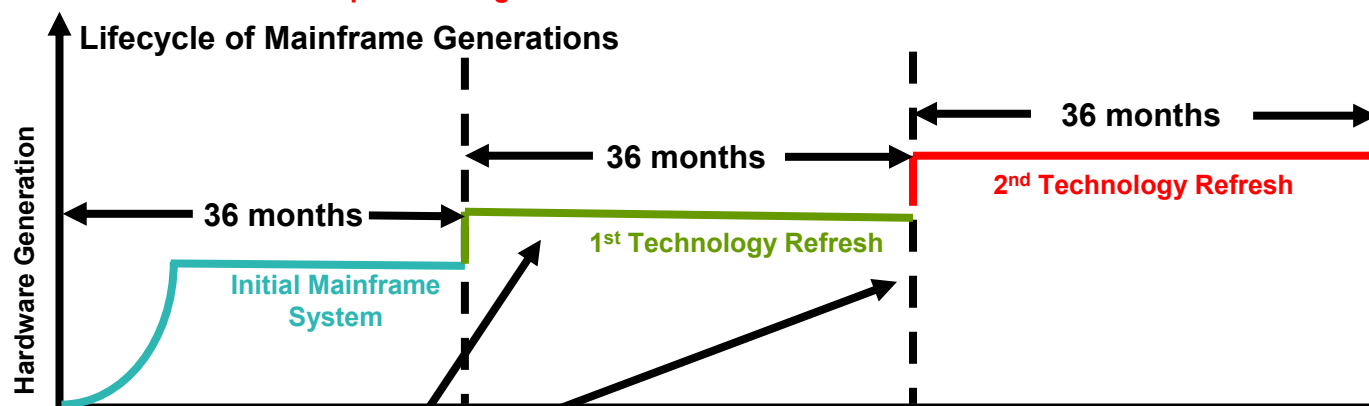 Lifecycle of Mainframe Generations
Hardware Generation
36 months
36 months
36 months
Initial Mainframe
System
1st Technology Refresh
2nd Technology Refresh